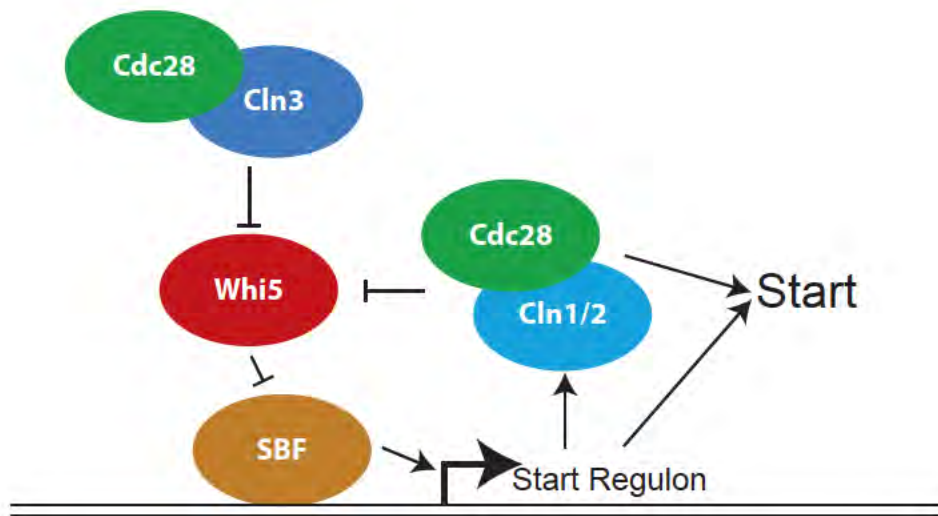 Cdc28
Cln3
Cdc28
Whi5
Start
Cln1/2
SBF
Start Regulon